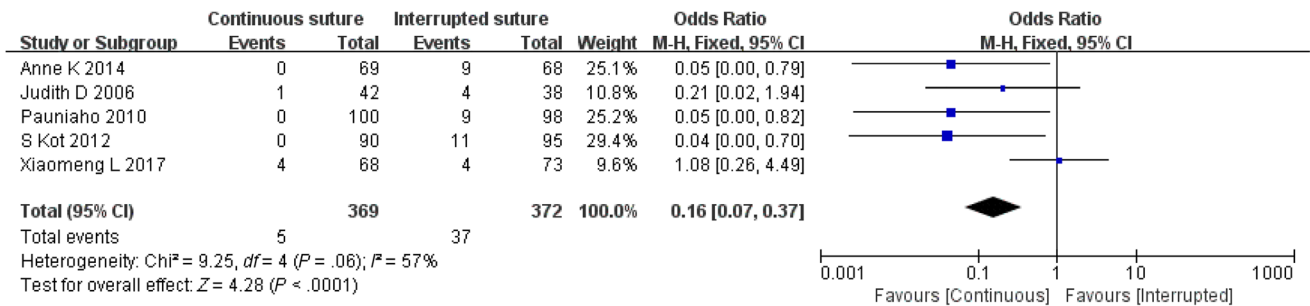 Continuous suture Interrupted suture Odds Ratio Odds Ratio
Study or Subgroup Events Total Events Total Weight M-H, Fixed, 95% CI M-H, Fixed, 95% CI
Anne K 2014 0 69 9 68 25.1% 0.05 [0.00, 0.79]
Judith D 2006 1 42 4 38 10.8% 0.21 [0.02, 1.94]
Pauniaho 2010 0 100 9 98 25.2% 0.05 [0.00, 0.82]
S Kot 2012 0 90 11 95 29.4% 0.04 [0.00, 0.70]
Xiaomeng L 2017 4 68 4 73 9.6% 1.08 [0.26, 4.49]
Total (95% CI) 369 372 100.0% 0.16 [0.07, 0.37]
Total events 5 37
Heterogeneity: Chi² = 9.25, df = 4 (P = .06); I² = 57%
Test for overall effect: Z = 4.28 (P < .0001)
0.001 0.1 1 10 1000
Favours [Continuous] Favours [Interrupted]